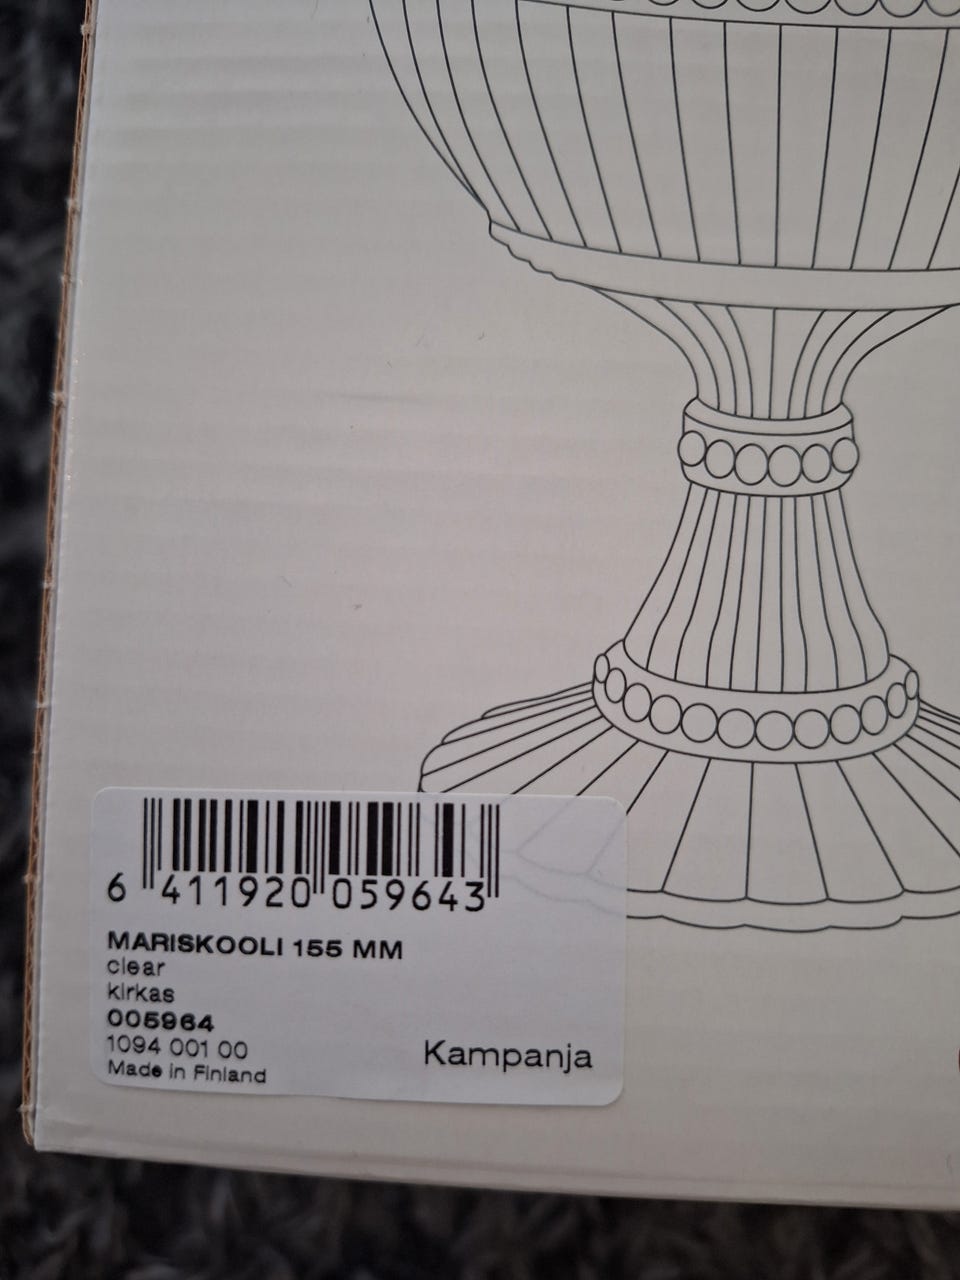 6 411920 059643
MARISKOOLI 155 MM
clear
kirkas
005964
1094 001 00
Made in Finland
Kampanja